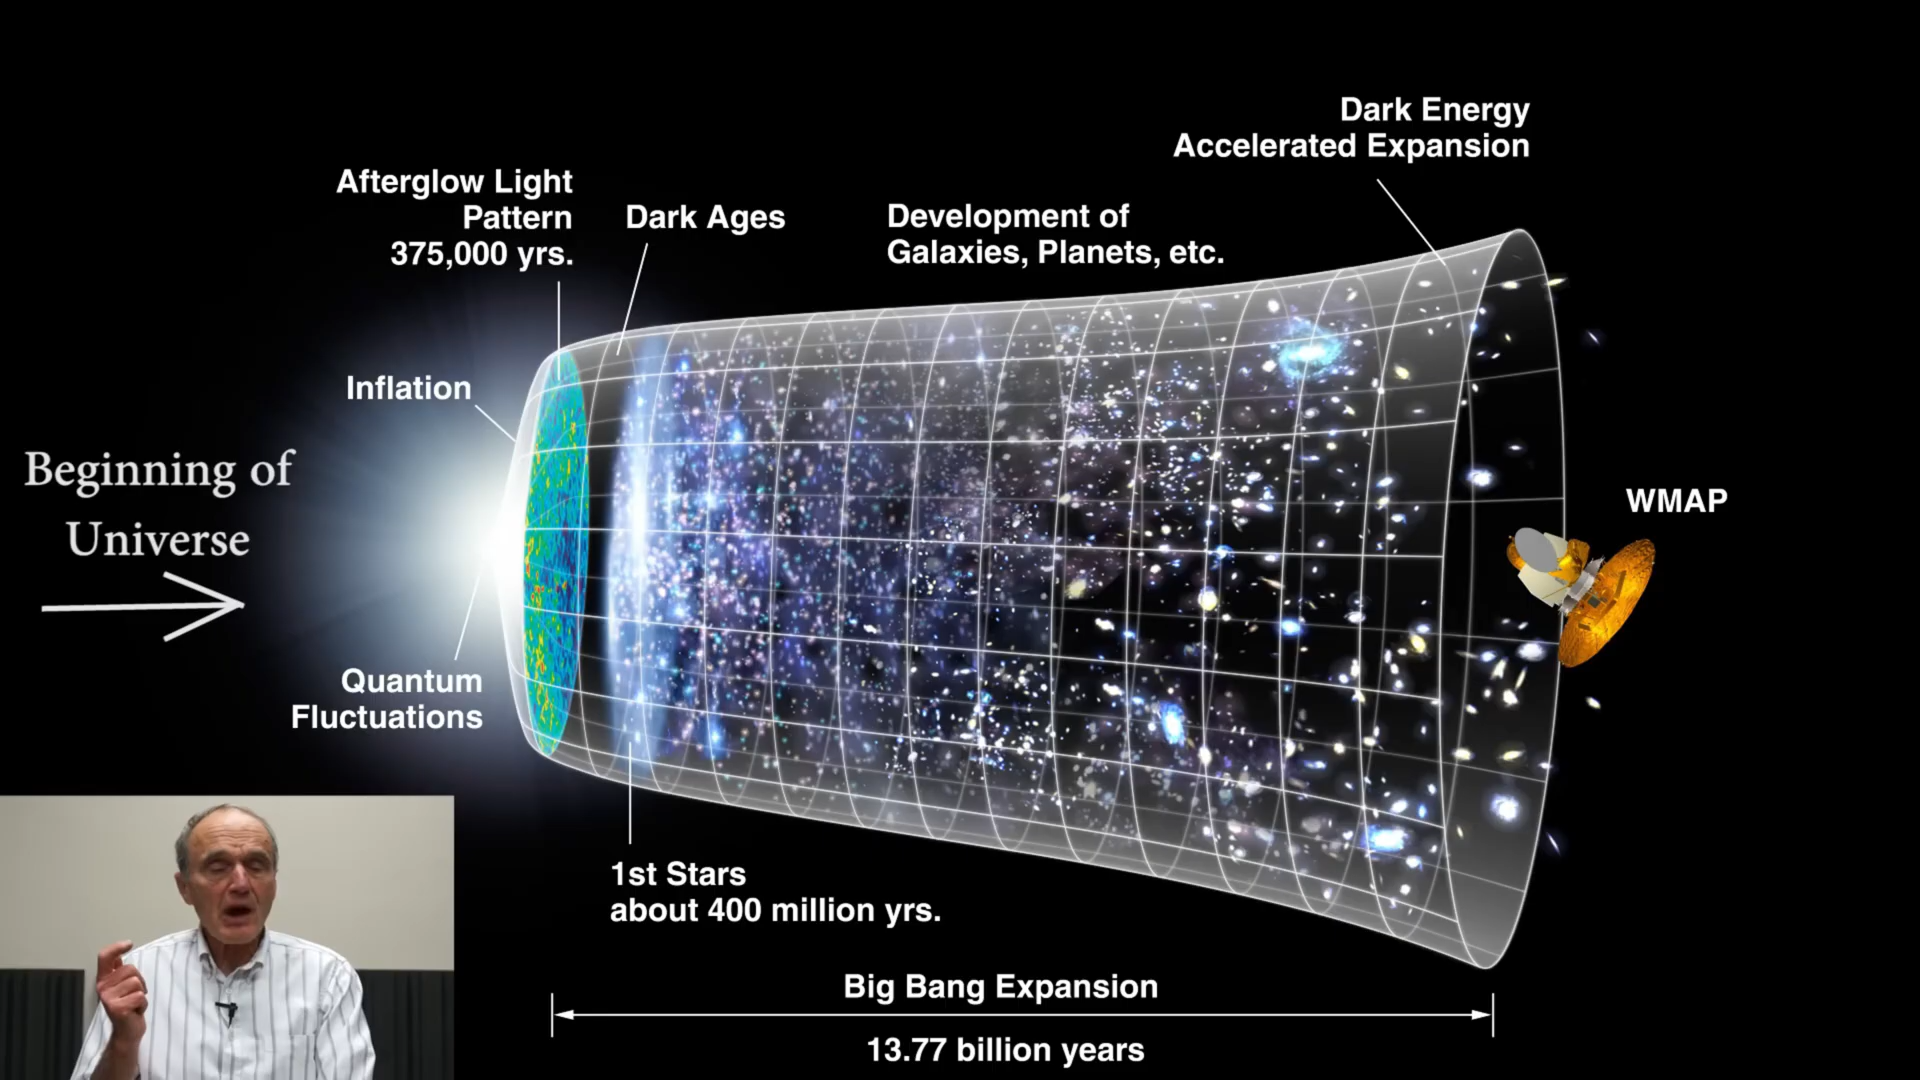 Dark Energy
Accelerated Expansion
Afterglow Light
Pattern
375,000 yrs.
Dark Ages
Development of
Galaxies, Planets, etc.
Inflation
Beginning of
Universe
WMAP
Quantum
Fluctuations
1st Stars
about 400 million yrs.
Big Bang Expansion
13.77 billion years